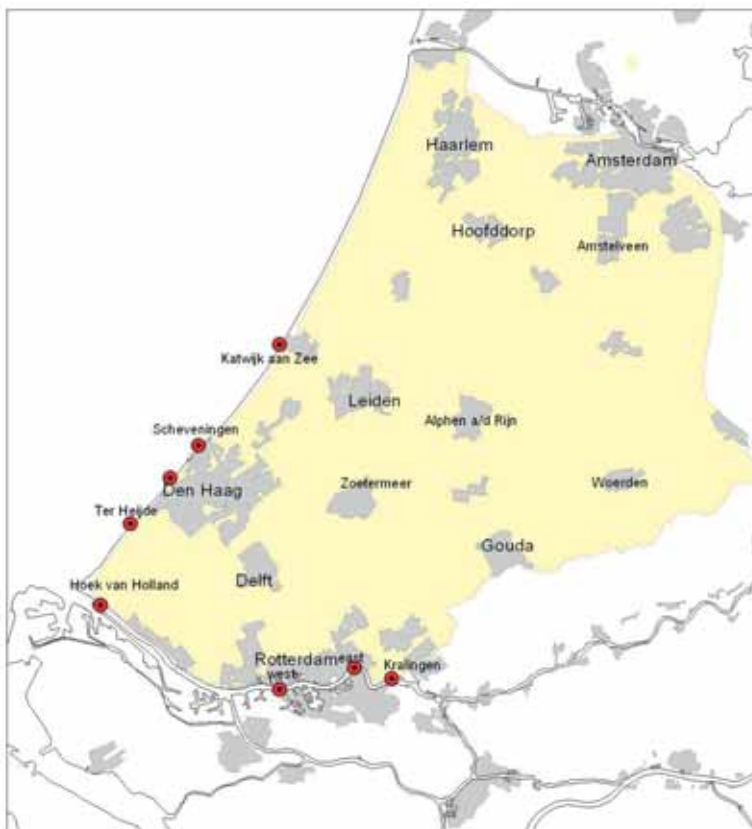 Haarlem
Amsterdam
Hoofddorp
Amstelveen
Katwijk aan Zee
Leiden
Alphen a/d Rijn
Scheveningen
Den Haag
Zoetermeer
Woerden
Ter Heijde
Gouda
Delft
Hoek van Holland
Rotterdam
east
west
Kralingen